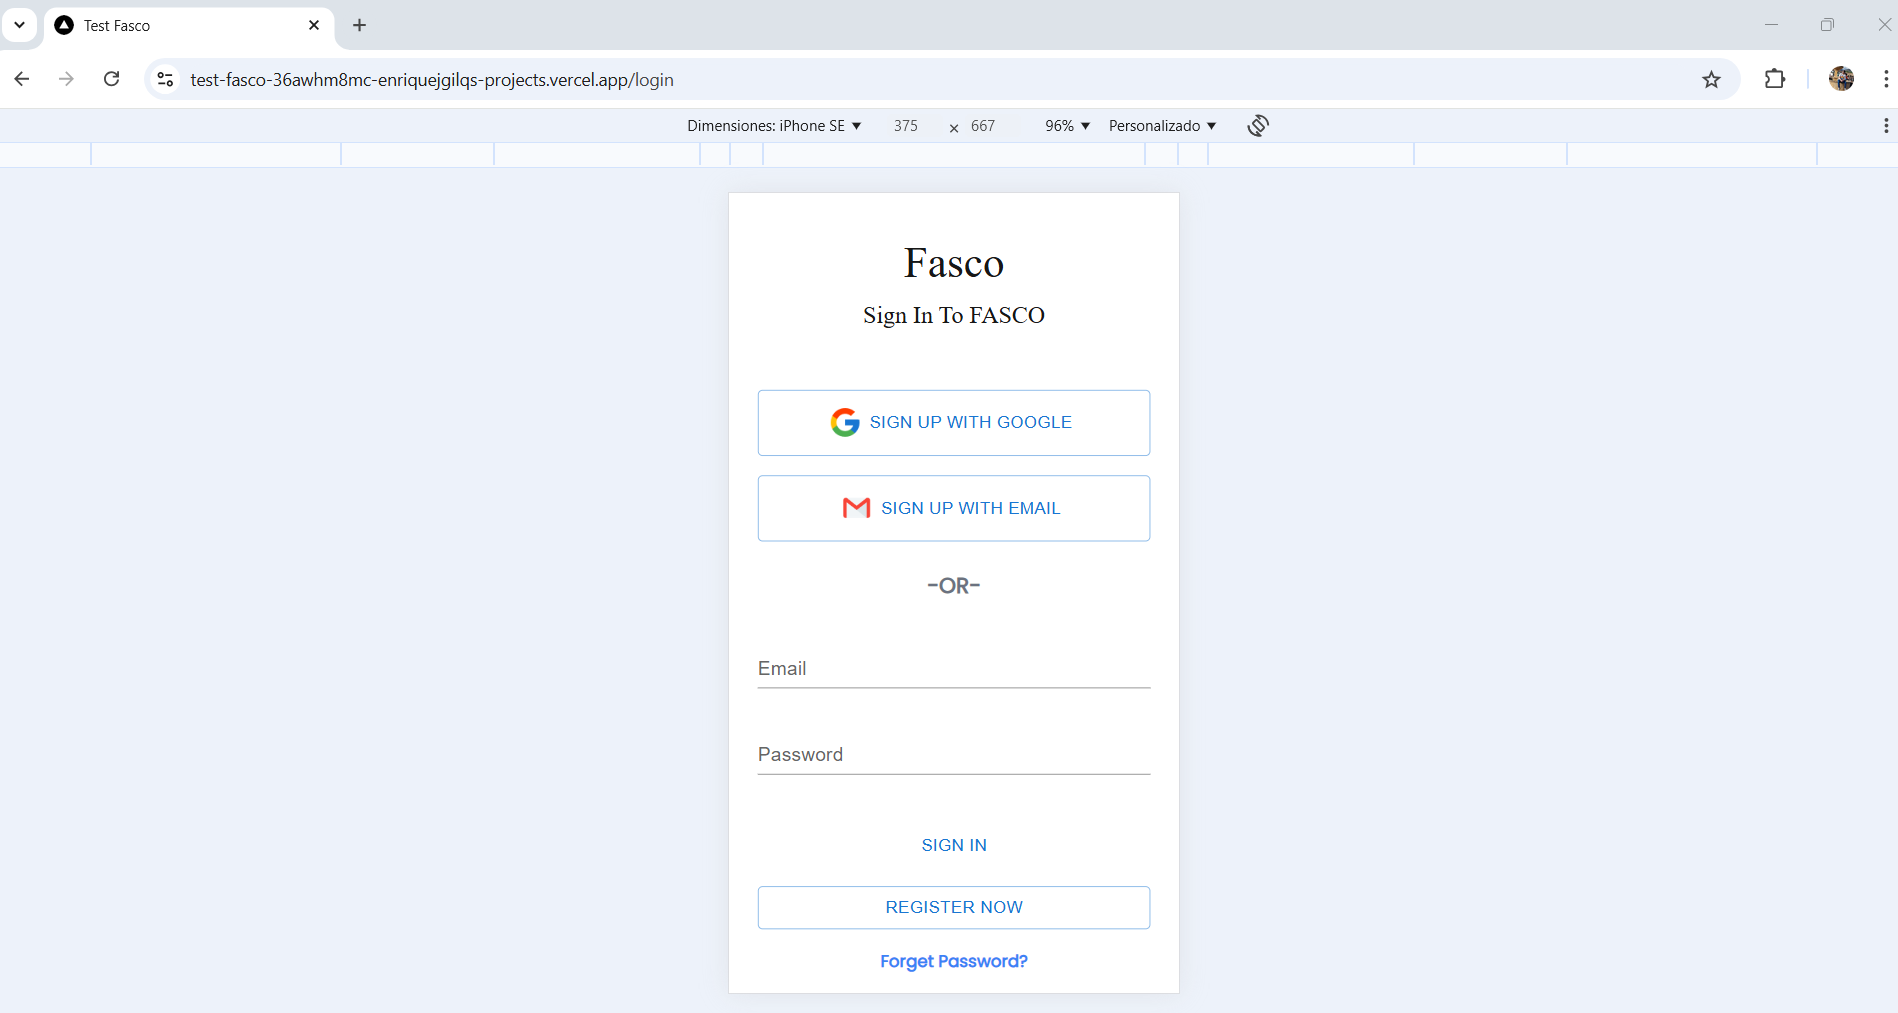 Test Fasco
test-fasco-36awhm8mc-enriquejgilqs-projects.vercel.app/login
Dimensiones: iPhone SE ▼ 375 × 667 96% ▼ Personalizado ▼
Fasco
Sign In To FASCO
SIGN UP WITH GOOGLE
SIGN UP WITH EMAIL
-OR-
Email
Password
SIGN IN
REGISTER NOW
Forget Password?